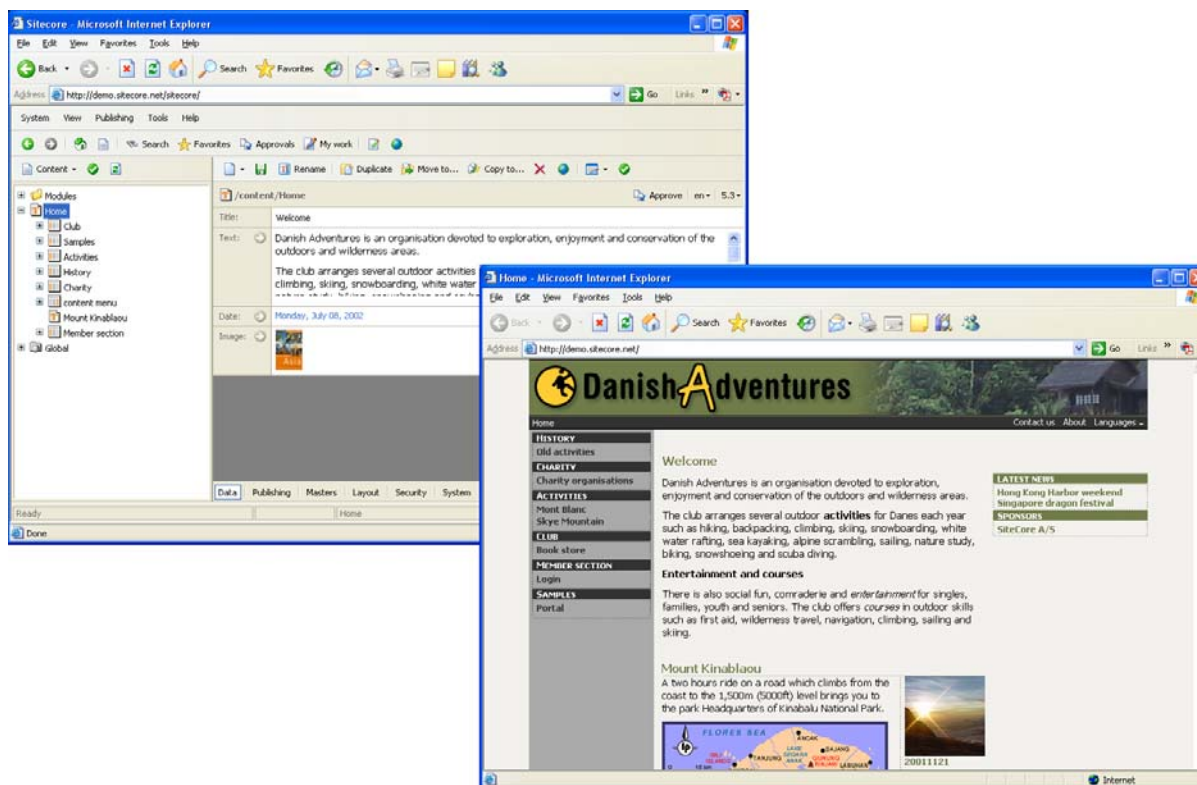 Sitecore - Microsoft Internet Explorer
File Edit View Favorites Tools Help
Back Search Favorites
Address http://demo.sitecore.net/sitecore/ Go Links »
System View Publishing Tools Help
Search Favorites Approvals My work
Content Rename Duplicate Move to... Copy to...
Modules
Home
Club
Samples
Activities
History
Charity
content menu
Mount Kinablaou
Member section
Global
/content/Home Approve en 5.3
Title: Welcome
Text: Danish Adventures is an organisation devoted to exploration, enjoyment and conservation of the
outdoors and wilderness areas.
The club arranges several outdoor activities
climbing, skiing, snowboarding, white water
Date: Monday, July 08, 2002
Image: Asia
Data Publishing Masters Layout Security System
Ready Home
Done
Home - Microsoft Internet Explorer
File Edit View Favorites Tools Help
Back Search Favorites
Address http://demo.sitecore.net/ Go Links »
Danish Adventures
Home Contact us About Languages
HISTORY
Old activities
CHARITY
Charity organisations
ACTIVITIES
Mont Blanc
Skye Mountain
CLUB
Book store
MEMBER SECTION
Login
SAMPLES
Portal
Welcome
Danish Adventures is an organisation devoted to exploration,
enjoyment and conservation of the outdoors and wilderness areas.
The club arranges several outdoor activities for Danes each year
such as hiking, backpacking, climbing, skiing, snowboarding, white
water rafting, sea kayaking, alpine scrambling, sailing, nature study,
biking, snowshoeing and scuba diving.
Entertainment and courses
There is also social fun, comraderie and entertainment for singles,
families, youth and seniors. The club offers courses in outdoor skills
such as first aid, wilderness travel, navigation, climbing, sailing and
skiing.
Mount Kinablaou
A two hours ride on a road which climbs from the
coast to the 1,500m (5000ft) level brings you to
the park Headquarters of Kinabalu National Park.
FLORES SEA
ANCAK
BAJANG
TANJUNG
20011121
LATEST NEWS
Hong Kong Harbor weekend
Singapore dragon festival
SPONSORS
SiteCore A/S
Internet